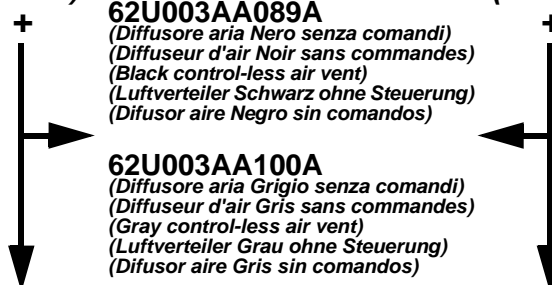 + 62U003AA089A +
(Diffusore aria Nero senza comandi)
(Diffuseur d'air Noir sans commandes)
(Black control-less air vent)
(Luftverteiler Schwarz ohne Steuerung)
(Difusor aire Negro sin comandos)
62U003AA100A
(Diffusore aria Grigio senza comandi)
(Diffuseur d'air Gris sans commandes)
(Gray control-less air vent)
(Luftverteiler Grau ohne Steuerung)
(Difusor aire Gris sin comandos)